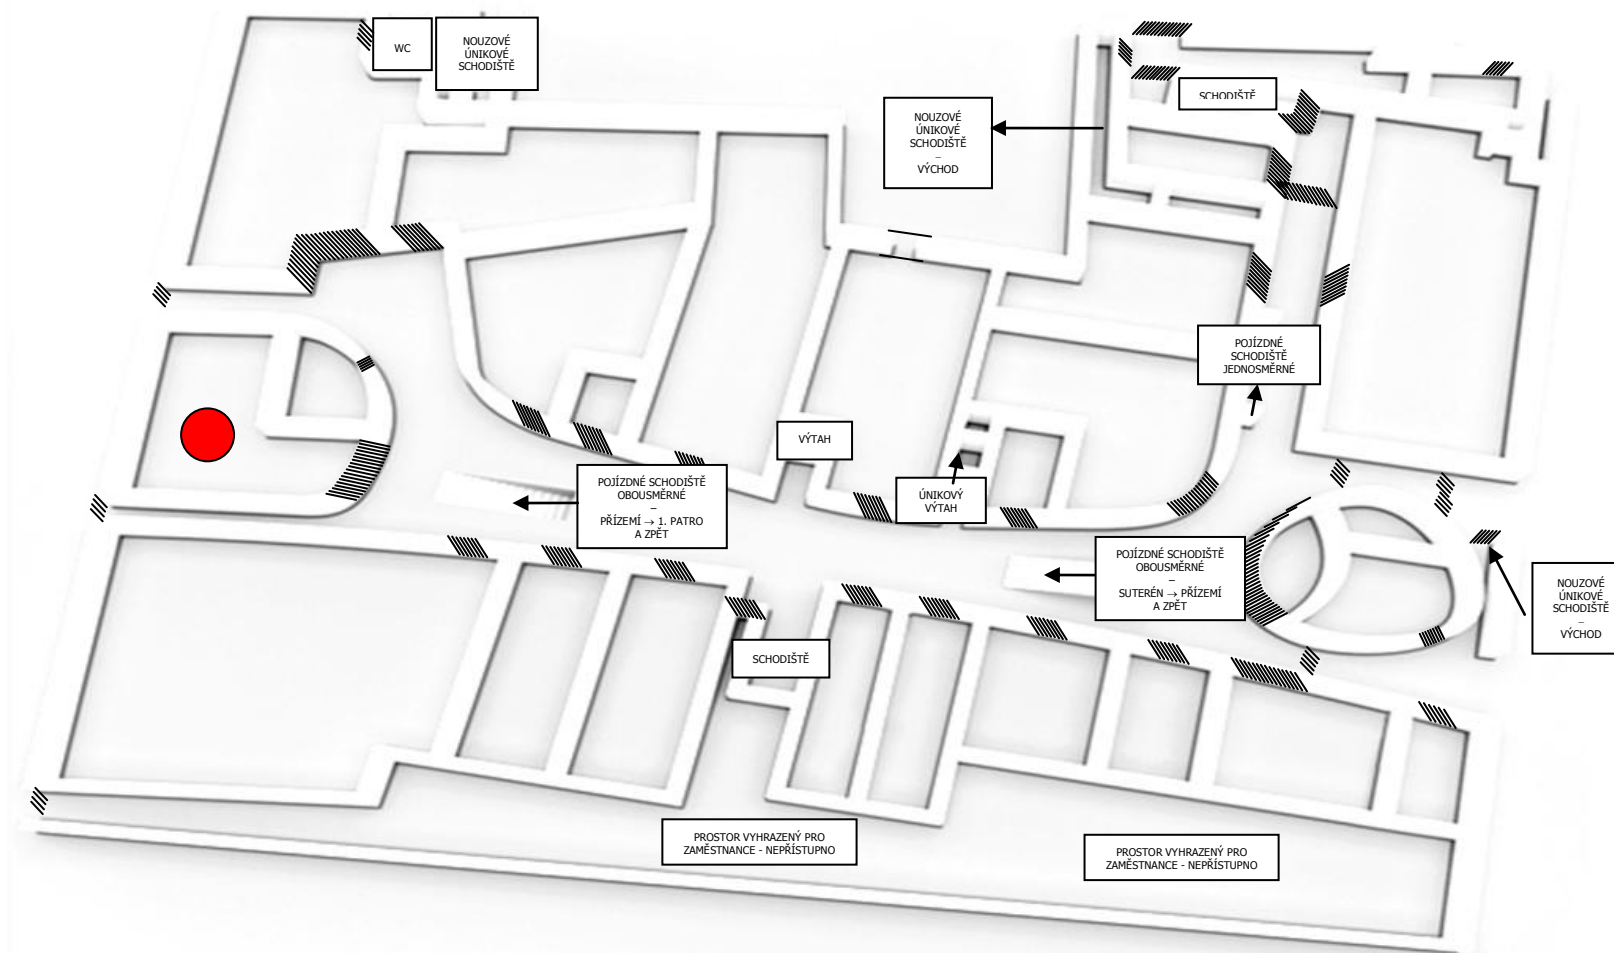 WC
NOUZOVÉ
ÚNIKOVÉ
SCHODIŠTĚ
SCHODIŠTĚ
NOUZOVÉ
ÚNIKOVÉ
SCHODIŠTĚ
–
VÝCHOD
POJÍZDNÉ
SCHODIŠTĚ
JEDNOSMĚRNÉ
VÝTAH
POJÍZDNÉ SCHODIŠTĚ
OBOUSMĚRNÉ
–
PŘÍZEMÍ → 1. PATRO
A ZPĚT
ÚNIKOVÝ
VÝTAH
POJÍZDNÉ SCHODIŠTĚ
OBOUSMĚRNÉ
–
SUTERÉN → PŘÍZEMÍ
A ZPĚT
NOUZOVÉ
ÚNIKOVÉ
SCHODIŠTĚ
–
VÝCHOD
SCHODIŠTĚ
PROSTOR VYHRAZENÝ PRO
ZAMĚSTNANCE - NEPŘÍSTUPNO
PROSTOR VYHRAZENÝ PRO
ZAMĚSTNANCE - NEPŘÍSTUPNO